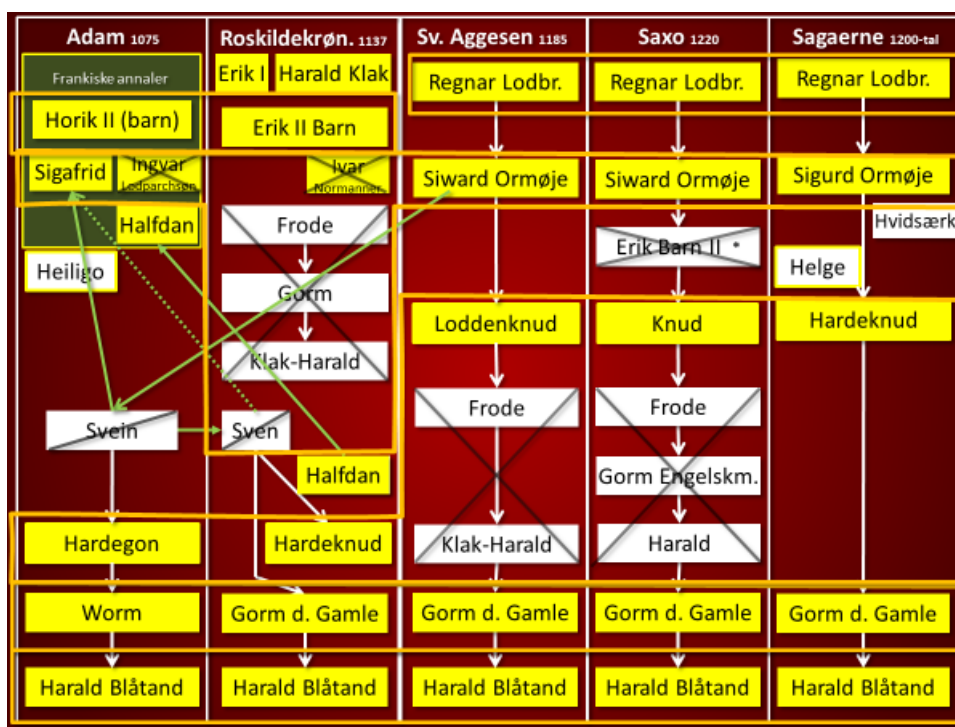 Adam 1075
Roskildekrøn. 1137
Sv. Aggesen 1185
Saxo 1220
Sagaerne 1200-tal
Frankiske annaler
Erik I
Harald Klak
Regnar Lodbr.
Regnar Lodbr.
Regnar Lodbr.
Horik II (barn)
Erik II Barn
Sigafrid
Ingvar
Lodparchsøn
Ivar
Normanner
Siward Ormøje
Siward Ormøje
Sigurd Ormøje
Halfdan
Frode
Hvidsærk
Erik Barn II *
Heiligo
Helge
Gorm
Loddenknud
Knud
Hardeknud
Klak-Harald
Frode
Frode
Svein
Sven
Halfdan
Gorm Engelskm.
Hardegon
Hardeknud
Klak-Harald
Harald
Worm
Gorm d. Gamle
Gorm d. Gamle
Gorm d. Gamle
Gorm d. Gamle
Harald Blåtand
Harald Blåtand
Harald Blåtand
Harald Blåtand
Harald Blåtand